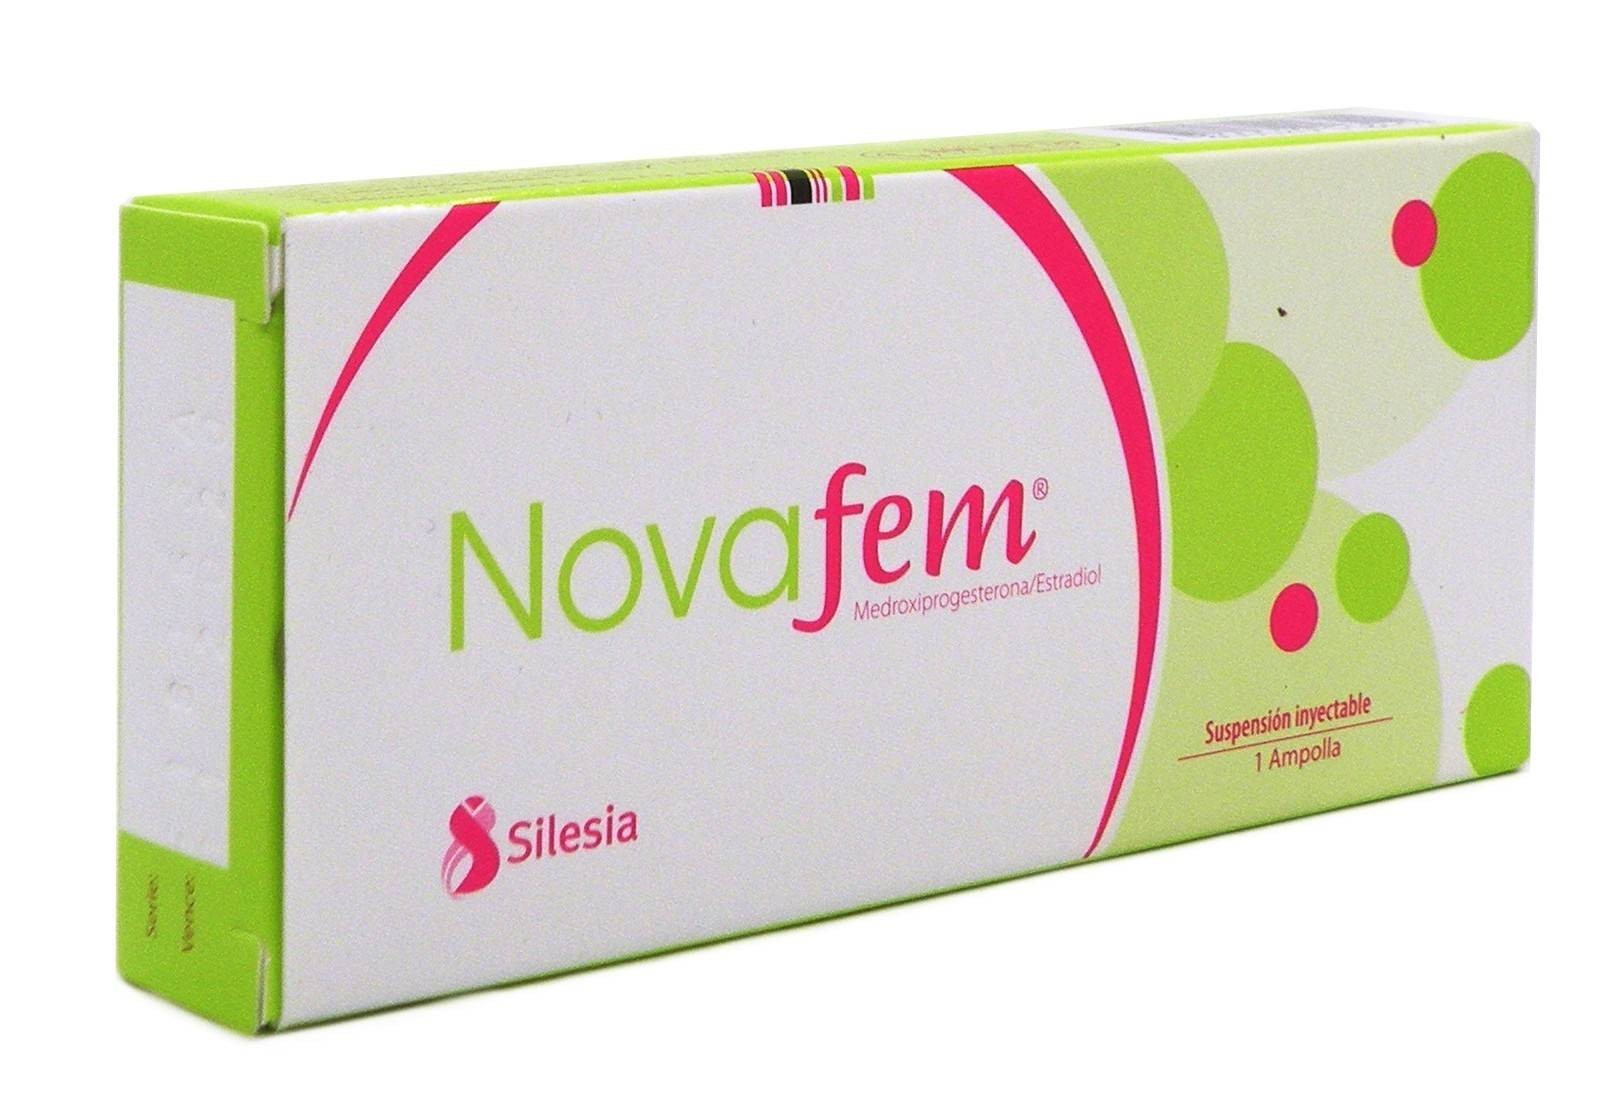 Novafem®
Medroxiprogesterona/Estradiol
Suspensión inyectable
1 Ampolla
Silesia
Serie:
Vence: